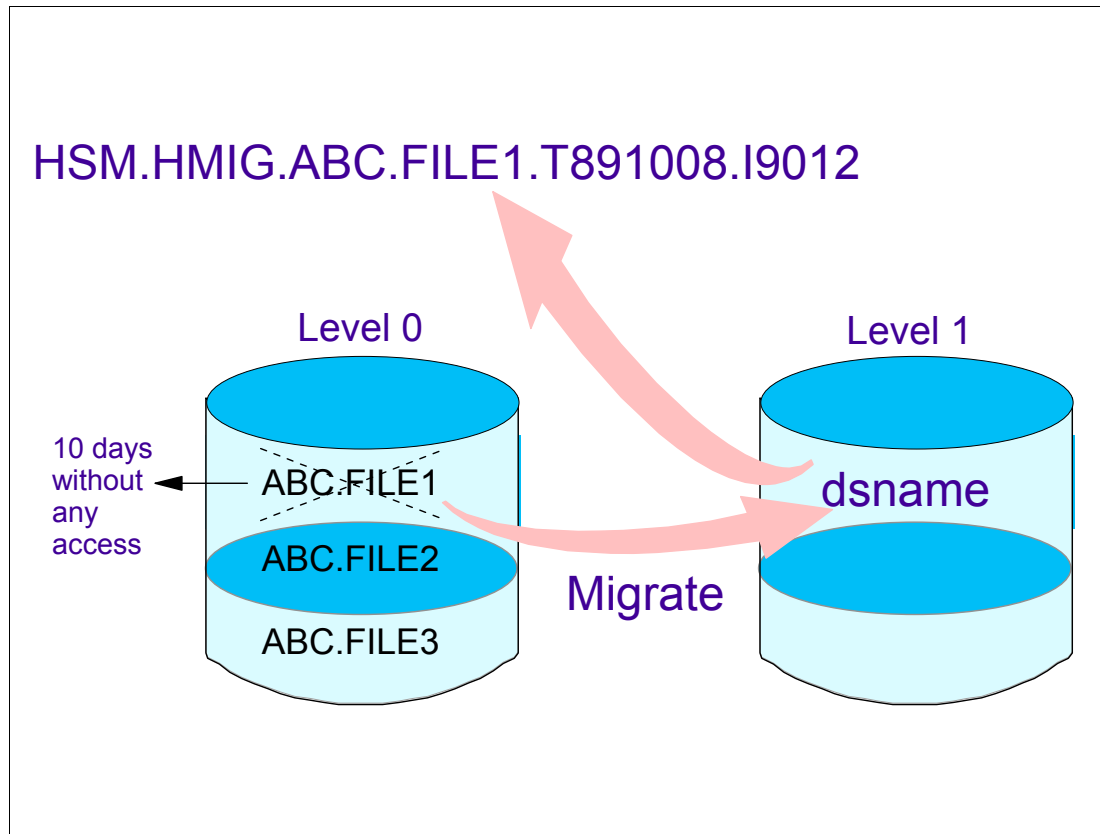 HSM.HMIG.ABC.FILE1.T891008.I9012
Level 0
Level 1
10 days
without
any
access
ABC.FILE1
ABC.FILE2
ABC.FILE3
dsname
Migrate